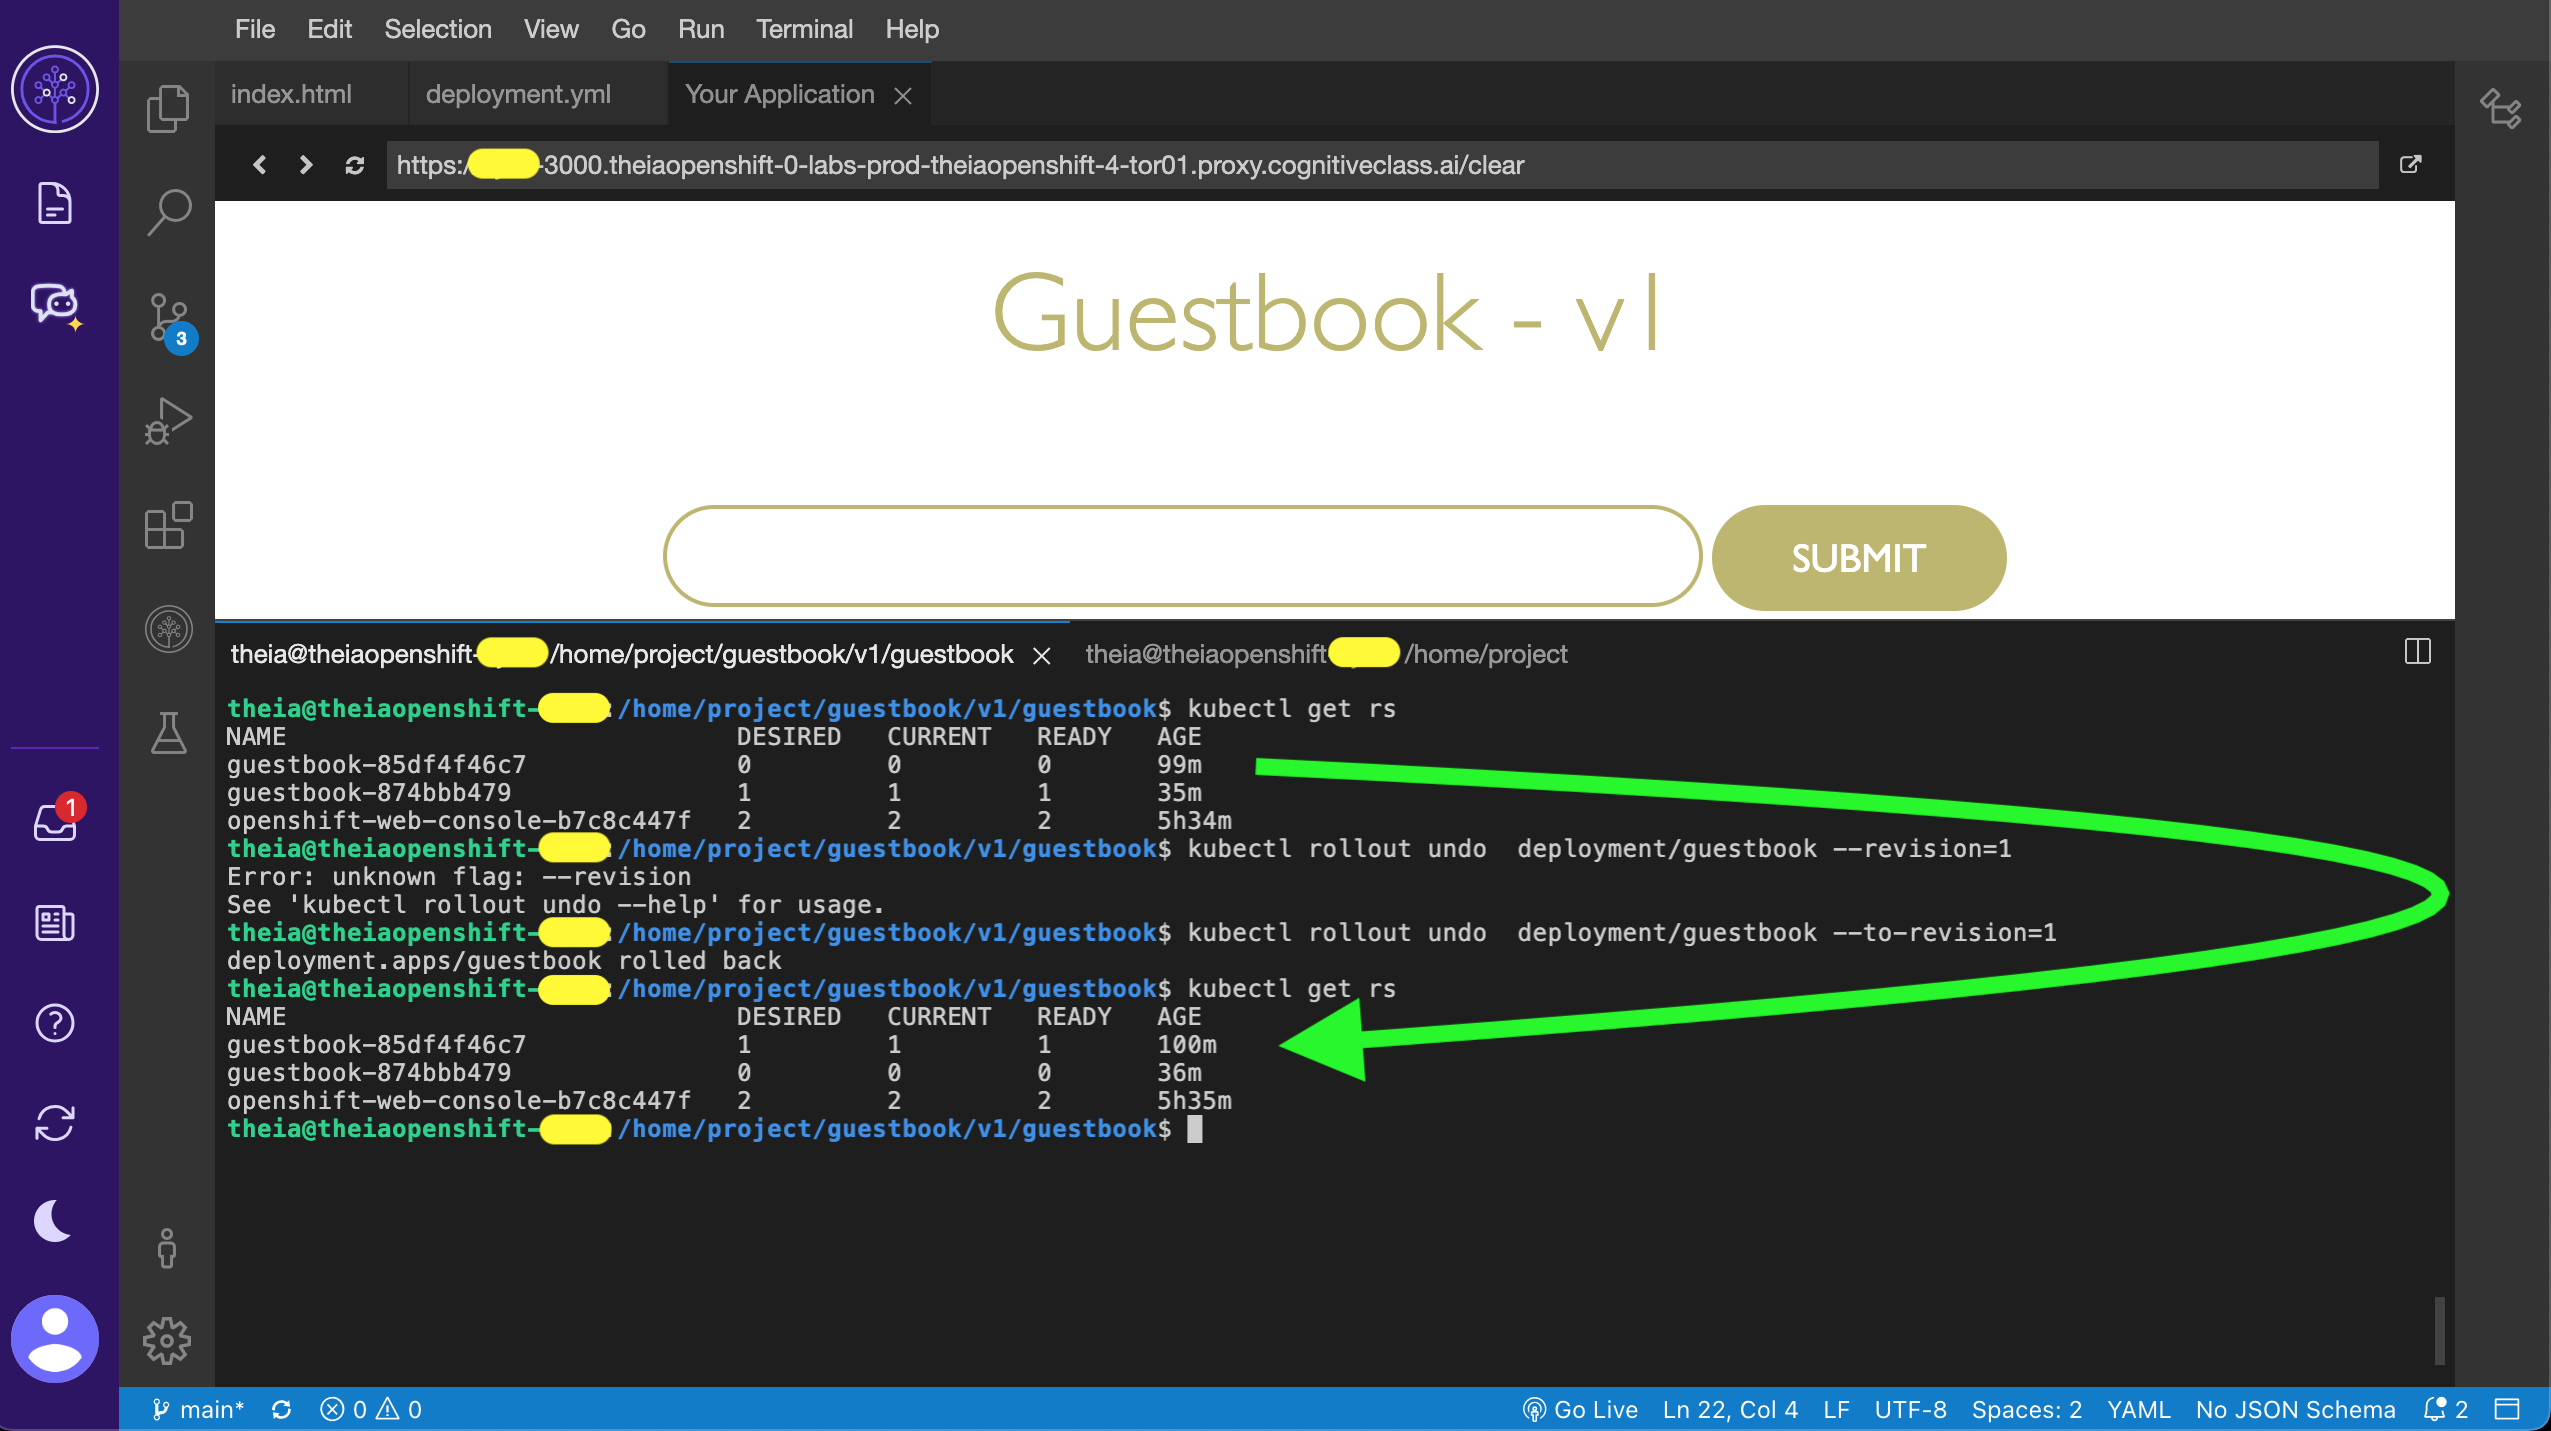 File Edit Selection View Go Run Terminal Help
index.html deployment.yml Your Application
https:/ -3000.theiaopenshift-0-labs-prod-theiaopenshift-4-tor01.proxy.cognitiveclass.ai/clear
3
Guestbook - v1
SUBMIT
theia@theiaopenshift- /home/project/guestbook/v1/guestbook theia@theiaopenshift /home/project
theia@theiaopenshift- :/home/project/guestbook/v1/guestbook$ kubectl get rs
NAME DESIRED CURRENT READY AGE
guestbook-85df4f46c7 0 0 0 99m
guestbook-874bbb479 1 1 1 35m
openshift-web-console-b7c8c447f 2 2 2 5h34m
theia@theiaopenshift- :/home/project/guestbook/v1/guestbook$ kubectl rollout undo  deployment/guestbook --revision=1
Error: unknown flag: --revision
See 'kubectl rollout undo --help' for usage.
theia@theiaopenshift- :/home/project/guestbook/v1/guestbook$ kubectl rollout undo  deployment/guestbook --to-revision=1
deployment.apps/guestbook rolled back
theia@theiaopenshift- :/home/project/guestbook/v1/guestbook$ kubectl get rs
NAME DESIRED CURRENT READY AGE
guestbook-85df4f46c7 1 1 1 100m
guestbook-874bbb479 0 0 0 36m
openshift-web-console-b7c8c447f 2 2 2 5h35m
theia@theiaopenshift- /home/project/guestbook/v1/guestbook$
1
main* 0 0 Go Live Ln 22, Col 4 LF UTF-8 Spaces: 2 YAML No JSON Schema 2